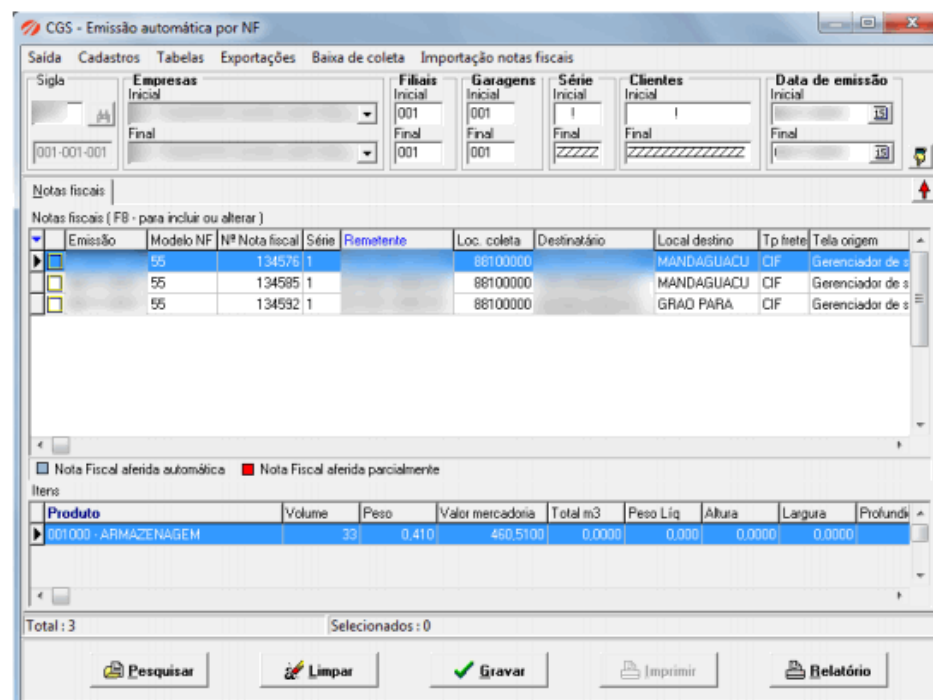 CGS - Emissão automática por NF
Saída Cadastros Tabelas Exportações Baixa de coleta Importação notas fiscais
Sigla Empresas Filiais Garagens Série Clientes Data de emissão
Inicial Inicial Inicial Inicial Inicial Inicial
001 001 ! ! 15
Final Final Final Final Final Final
001-001-001 001 001 ZZZZZ ZZZZZZZZZZZZZZ 15
Notas fiscais
Notas fiscais ( F8 - para incluir ou alterar )
Emissão Modelo NF Nª Nota fiscal Série Remetente Loc. coleta Destinatário Local destino Tp frete Tela origem
55 134576 1 88100000 MANDAGUACU CIF Gerenciador de s
55 134585 1 88100000 MANDAGUACU CIF Gerenciador de s
55 134592 1 88100000 GRAO PARA CIF Gerenciador de s
Nota Fiscal aferida automática Nota Fiscal aferida parcialmente
Itens
Produto Volume Peso Valor mercadoria Total m3 Peso Líq Altura Largura Profundi
001000 - ARMAZENAGEM 33 0,410 460,5100 0,0000 0,000 0,0000 0,0000
Total : 3 Selecionados : 0
Pesquisar Limpar Gravar Imprimir Relatório